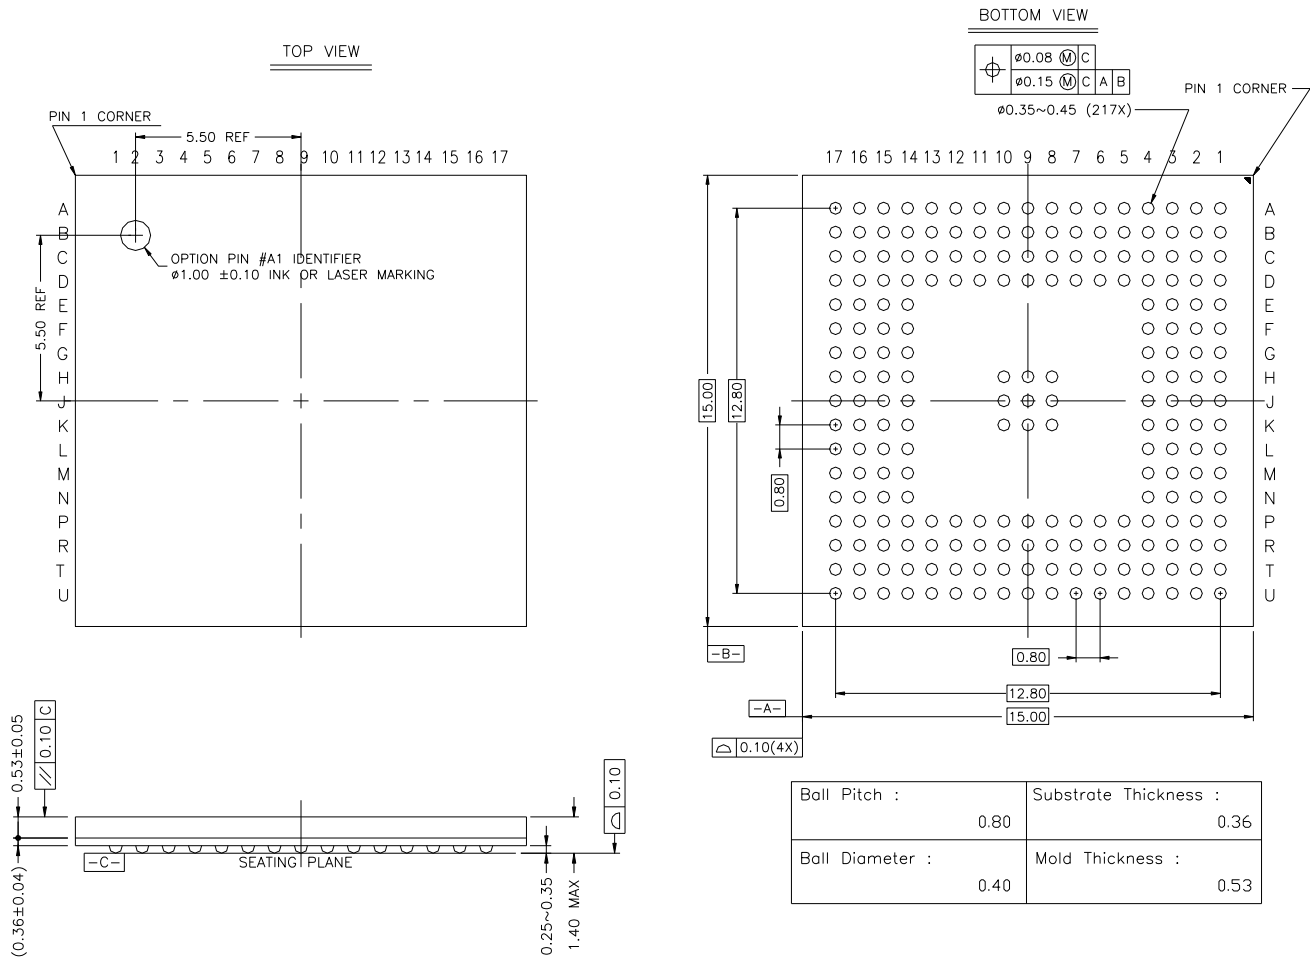 TOP VIEW
PIN 1 CORNER
5.50 REF
1 2 3 4 5 6 7 8 9 10 11 12 13 14 15 16 17
A
B
C
D
E
F
G
H
J
K
L
M
N
P
R
T
U
5.50 REF
OPTION PIN #A1 IDENTIFIER
ø1.00 ±0.10 INK OR LASER MARKING
BOTTOM VIEW
ø0.08 Ⓜ C
ø0.15 Ⓜ C A B
ø0.35~0.45 (217X)
PIN 1 CORNER
17 16 15 14 13 12 11 10 9 8 7 6 5 4 3 2 1
A
B
C
D
E
F
G
H
J
K
L
M
N
P
R
T
U
15.00
12.80
0.80
-B-
0.80
12.80
-A-
15.00
0.10(4X)
0.53±0.05
// 0.10 C
(0.36±0.04)
-C-
SEATING PLANE
0.25~0.35
1.40 MAX
0.10
Ball Pitch :
0.80
Substrate Thickness :
0.36
Ball Diameter :
0.40
Mold Thickness :
0.53